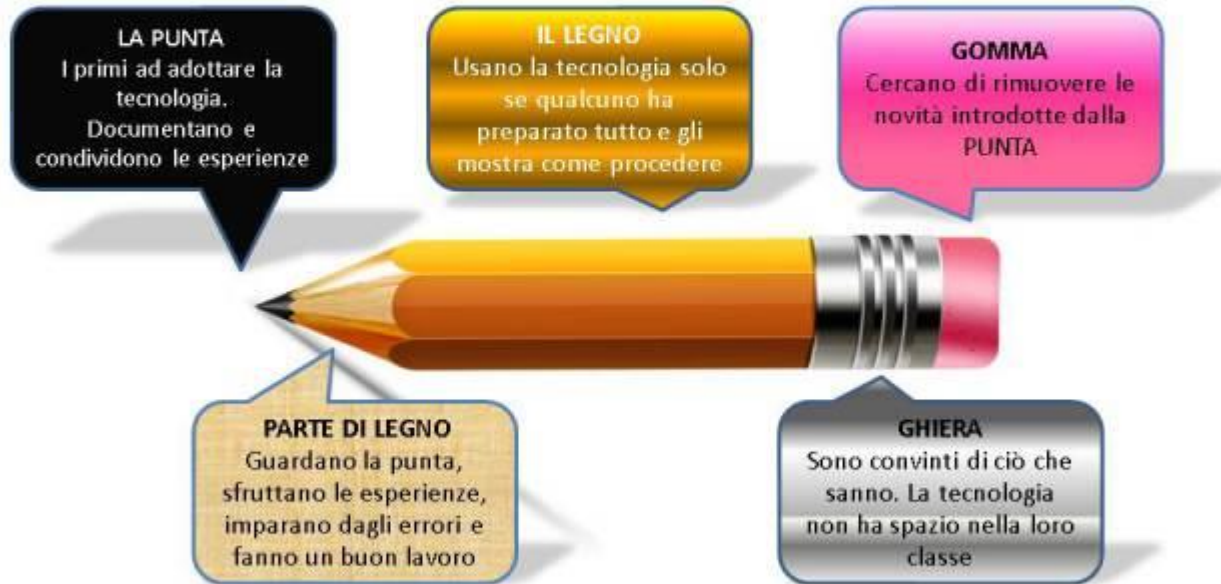 LA PUNTA
I primi ad adottare la
tecnologia.
Documentano e
condividono le esperienze
IL LEGNO
Usano la tecnologia solo
se qualcuno ha
preparato tutto e gli
mostra come procedere
GOMMA
Cercano di rimuovere le
novità introdotte dalla
PUNTA
PARTE DI LEGNO
Guardano la punta,
sfruttano le esperienze,
imparano dagli errori e
fanno un buon lavoro
GHIERA
Sono convinti di ciò che
sanno. La tecnologia
non ha spazio nella loro
classe